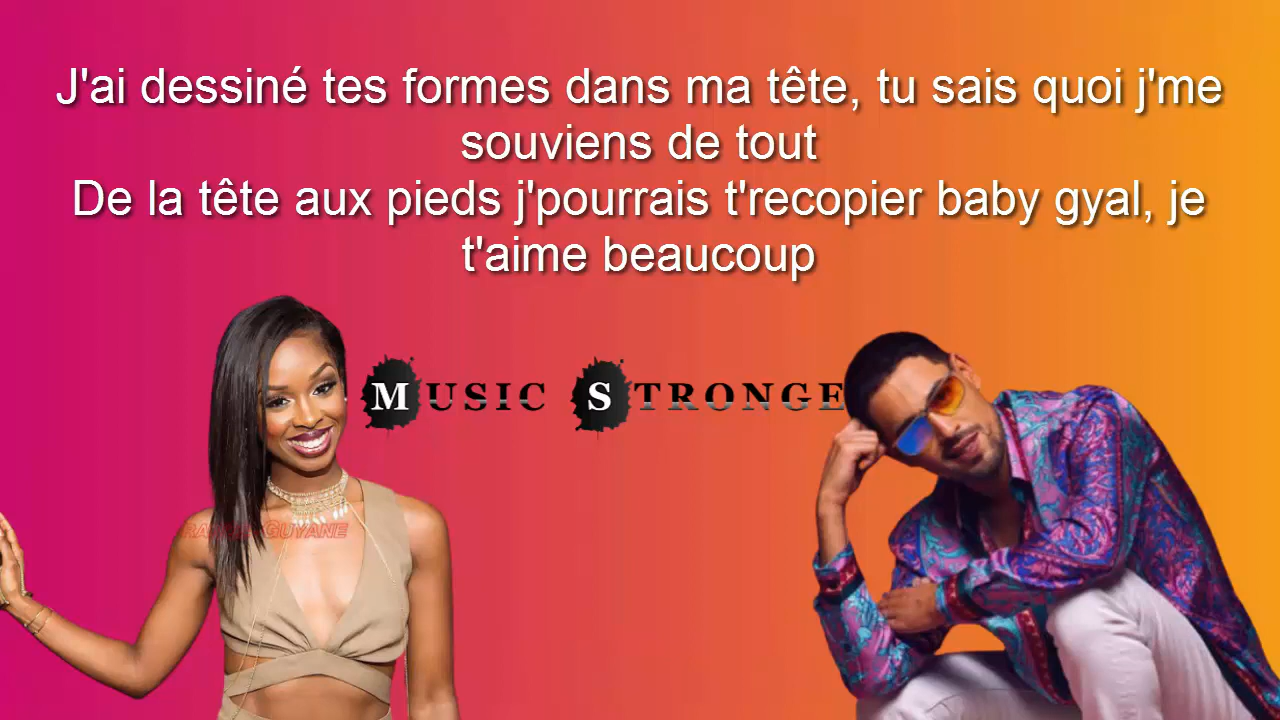 J'ai dessiné tes formes dans ma tête, tu sais quoi j'me
souviens de tout
De la tête aux pieds j'pourrais t'recopier baby gyal, je
t'aime beaucoup
MUSIC STRONGE
GUYANE